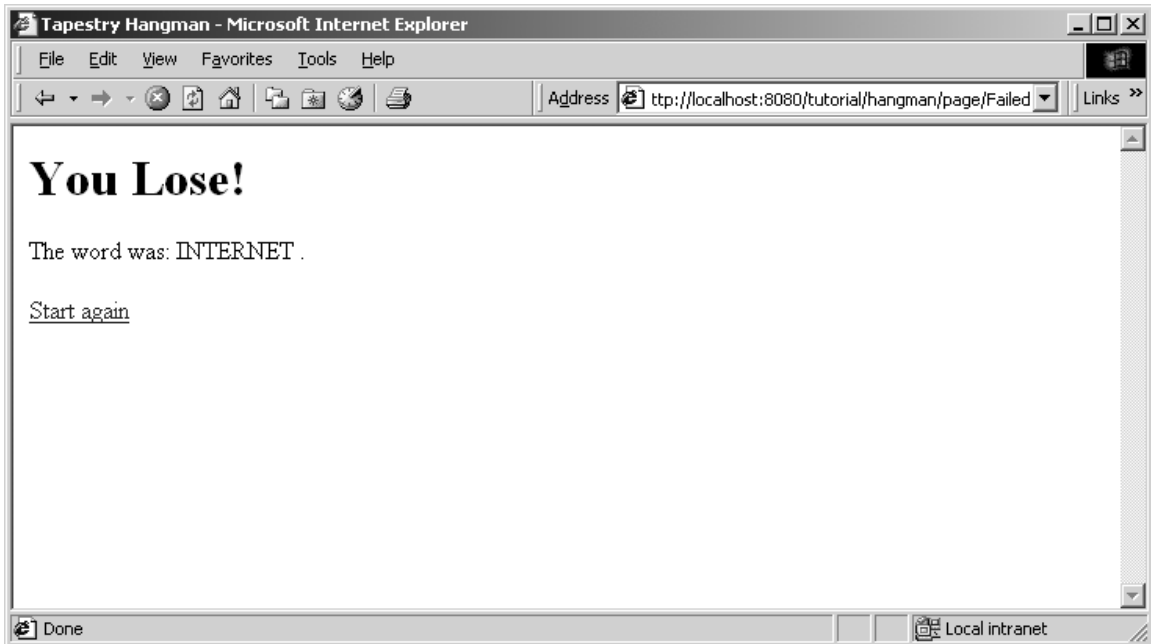 Tapestry Hangman - Microsoft Internet Explorer
File Edit View Favorites Tools Help
Address ttp://localhost:8080/tutorial/hangman/page/Failed Links »
You Lose!
The word was: INTERNET .
Start again
Done Local intranet